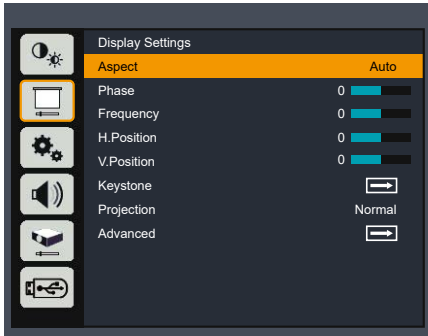 Display Settings
Aspect Auto
Phase 0
Frequency 0
H.Position 0
V.Position 0
Keystone
Projection Normal
Advanced